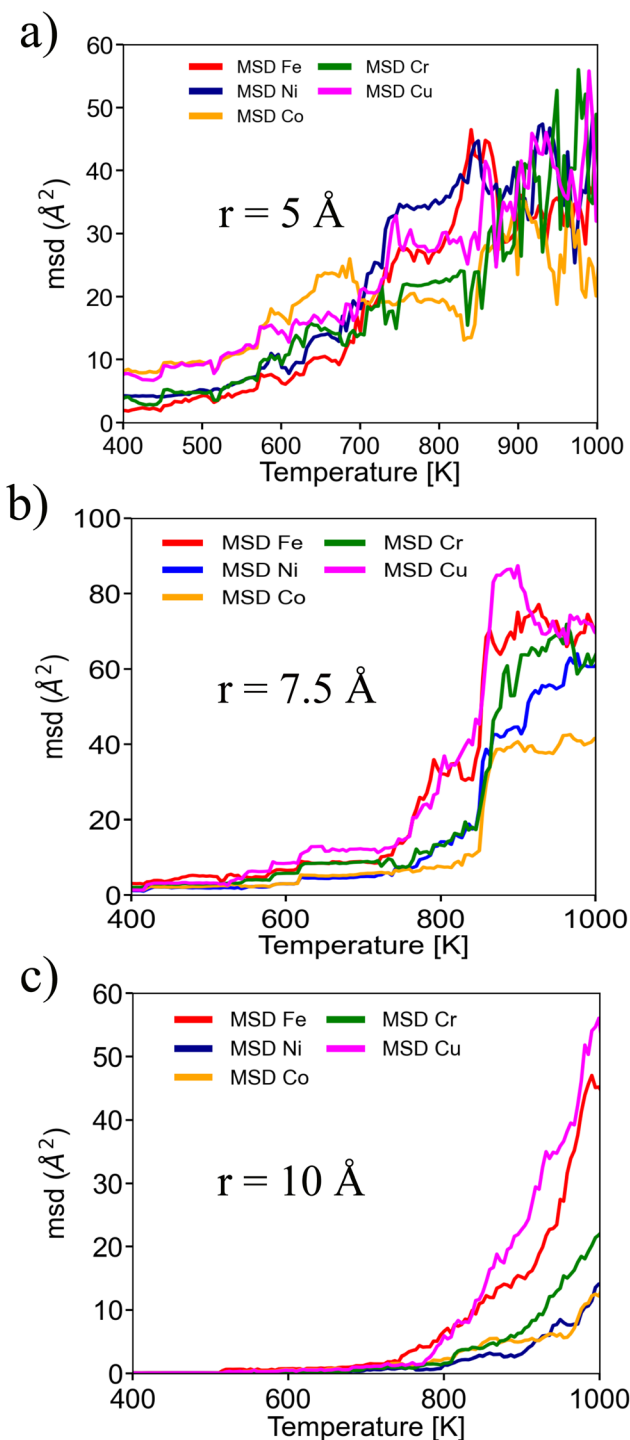 a)
60
MSD Fe MSD Cr
MSD Ni MSD Cu
MSD Co
50
40
r = 5 Å
30
20
10
0
msd (Å²)
400 500 600 700 800 900 1000
Temperature [K]
b)
100
MSD Fe MSD Cr
MSD Ni MSD Cu
MSD Co
80
60
r = 7.5 Å
40
20
0
msd (Å²)
400 600 800 1000
Temperature [K]
c)
60
MSD Fe MSD Cr
MSD Ni MSD Cu
MSD Co
50
40
30
r = 10 Å
20
10
0
msd (Å²)
400 600 800 1000
Temperature [K]